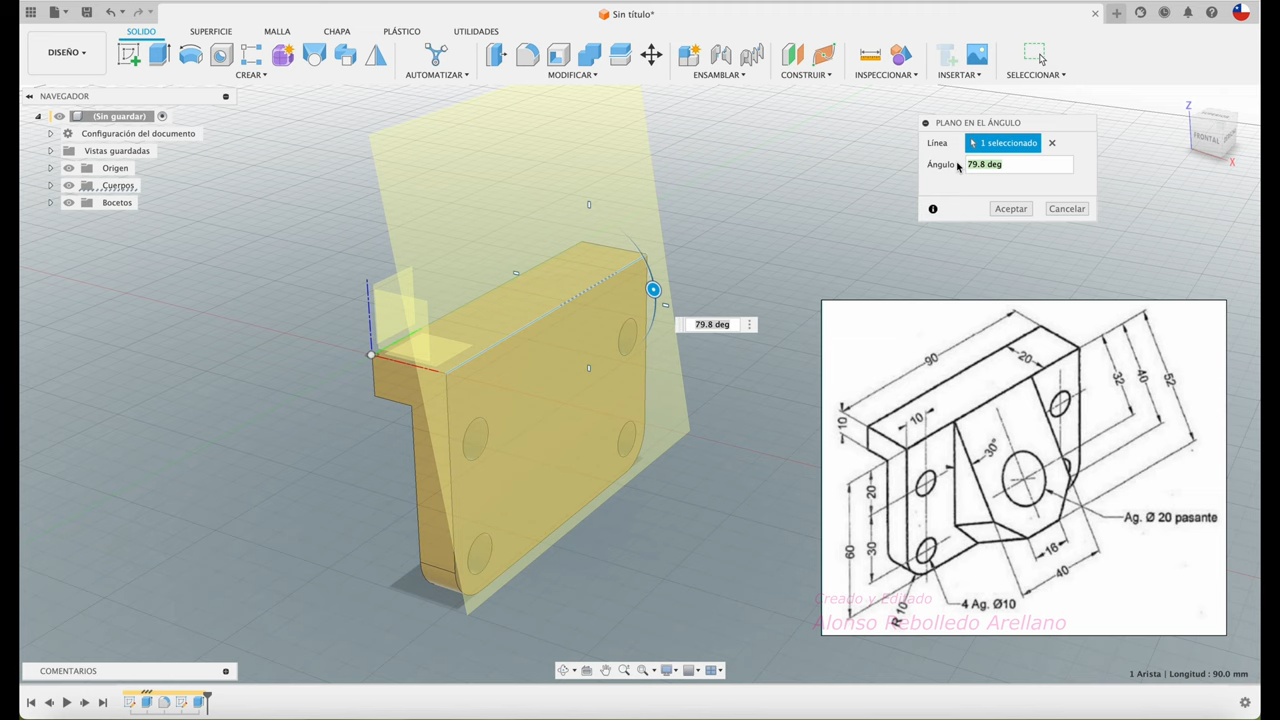 Sin título*
DISEÑO
SOLIDO
SUPERFICIE
MALLA
CHAPA
PLÁSTICO
UTILIDADES
CREAR
AUTOMATIZAR
MODIFICAR
ENSAMBLAR
CONSTRUIR
INSPECCIONAR
INSERTAR
SELECCIONAR
NAVEGADOR
(Sin guardar)
Configuración del documento
Vistas guardadas
Origen
Cuerpos
Bocetos
PLANO EN EL ÁNGULO
Línea 1 seleccionado
Ángulo 79.8 deg
Aceptar Cancelar
Z
FRONTAL
X
79.8 deg
90
20
10
10
32
40
52
30°
20
60
30
Ag. Ø 20 pasante
16
40
4 Ag. Ø10
R 10
Creado y Editado
Alonso Rebolledo Arellano
COMENTARIOS
1 Arista | Longitud : 90.0 mm